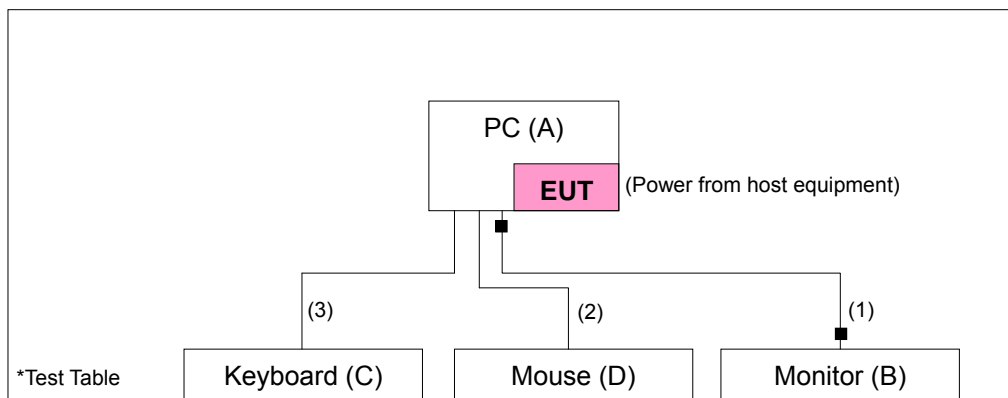 PC (A)
EUT
(Power from host equipment)
(3)
(2)
(1)
*Test Table
Keyboard (C)
Mouse (D)
Monitor (B)